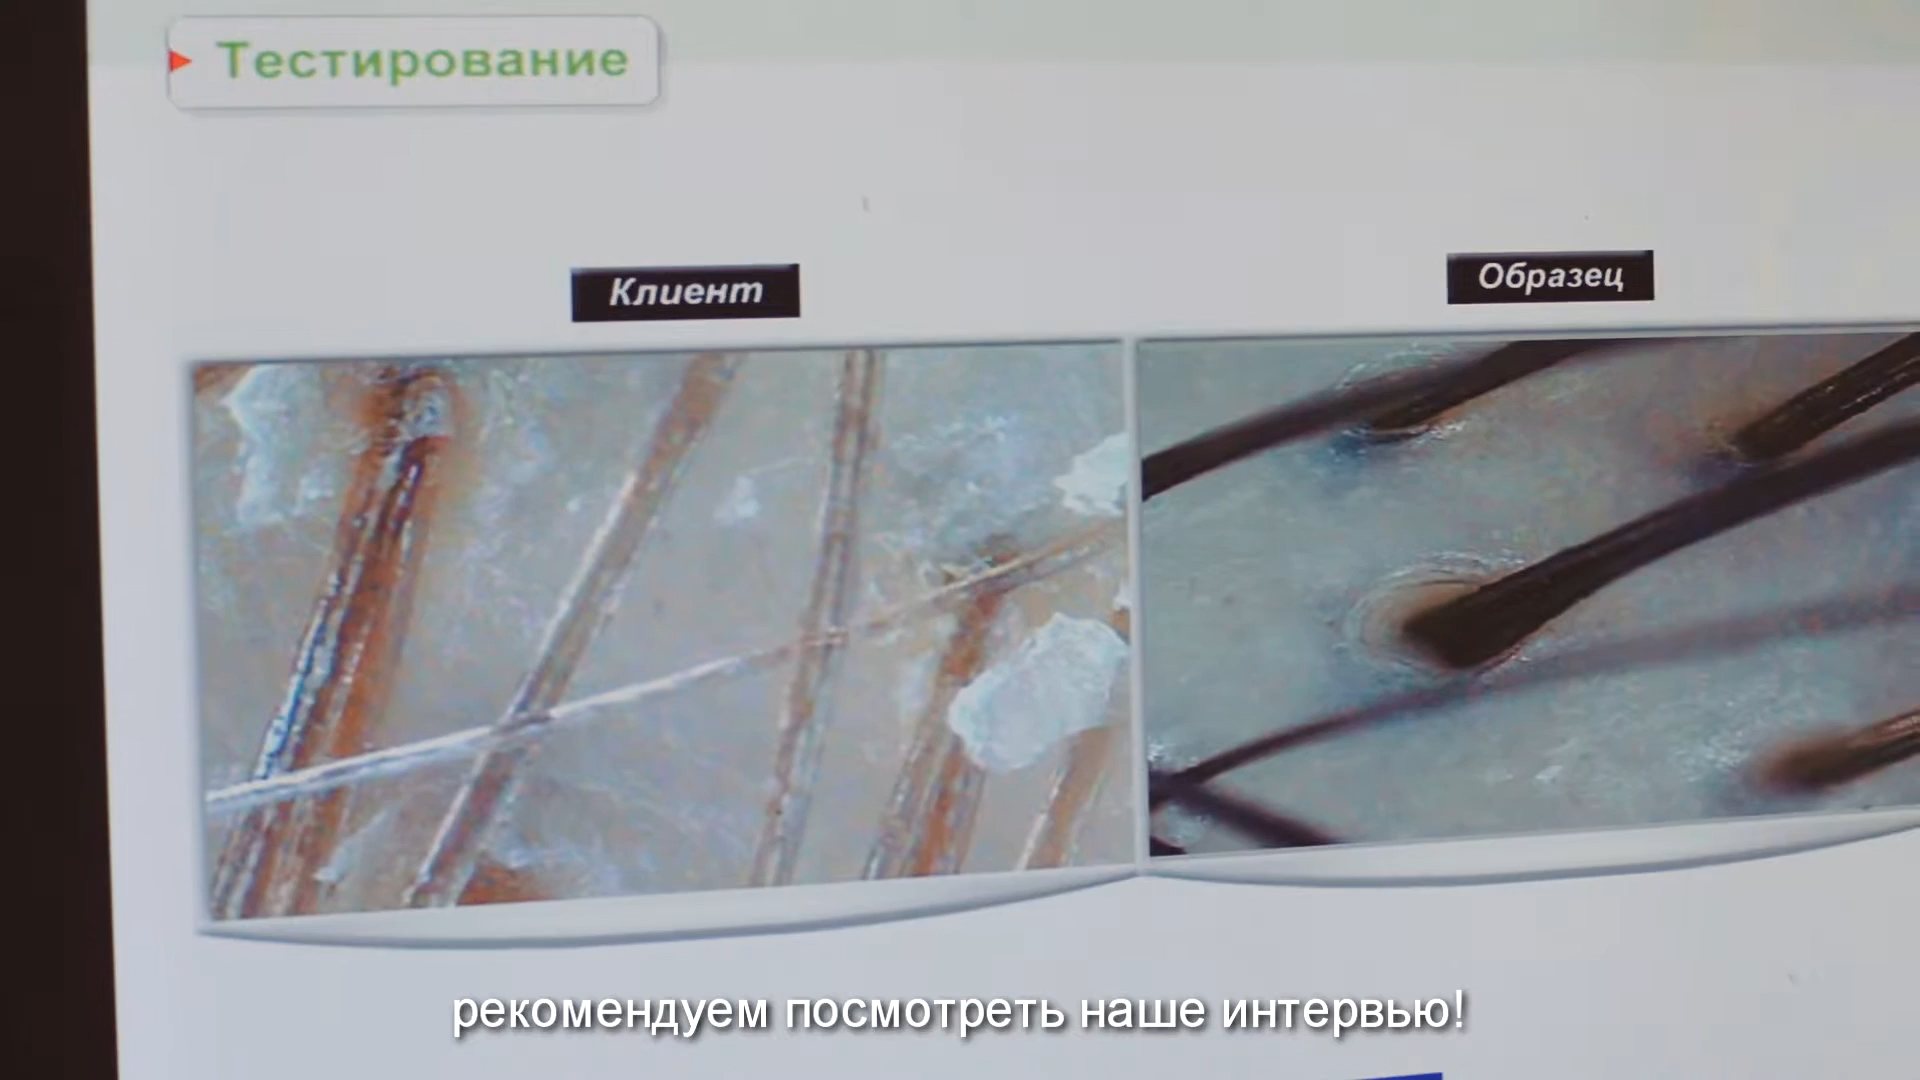 Тестирование
Клиент
Образец
рекомендуем посмотреть наше интервью!